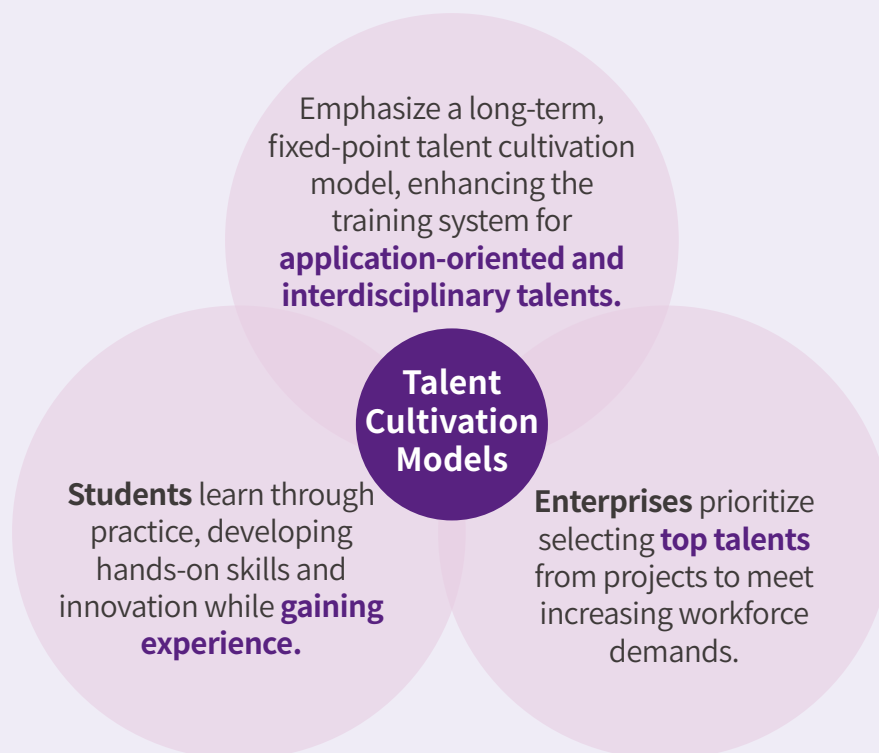 Emphasize a long-term,
fixed-point talent cultivation
model, enhancing the
training system for
application-oriented and
interdisciplinary talents.
Talent
Cultivation
Models
Students learn through
practice, developing
hands-on skills and
innovation while gaining
experience.
Enterprises prioritize
selecting top talents
from projects to meet
increasing workforce
demands.